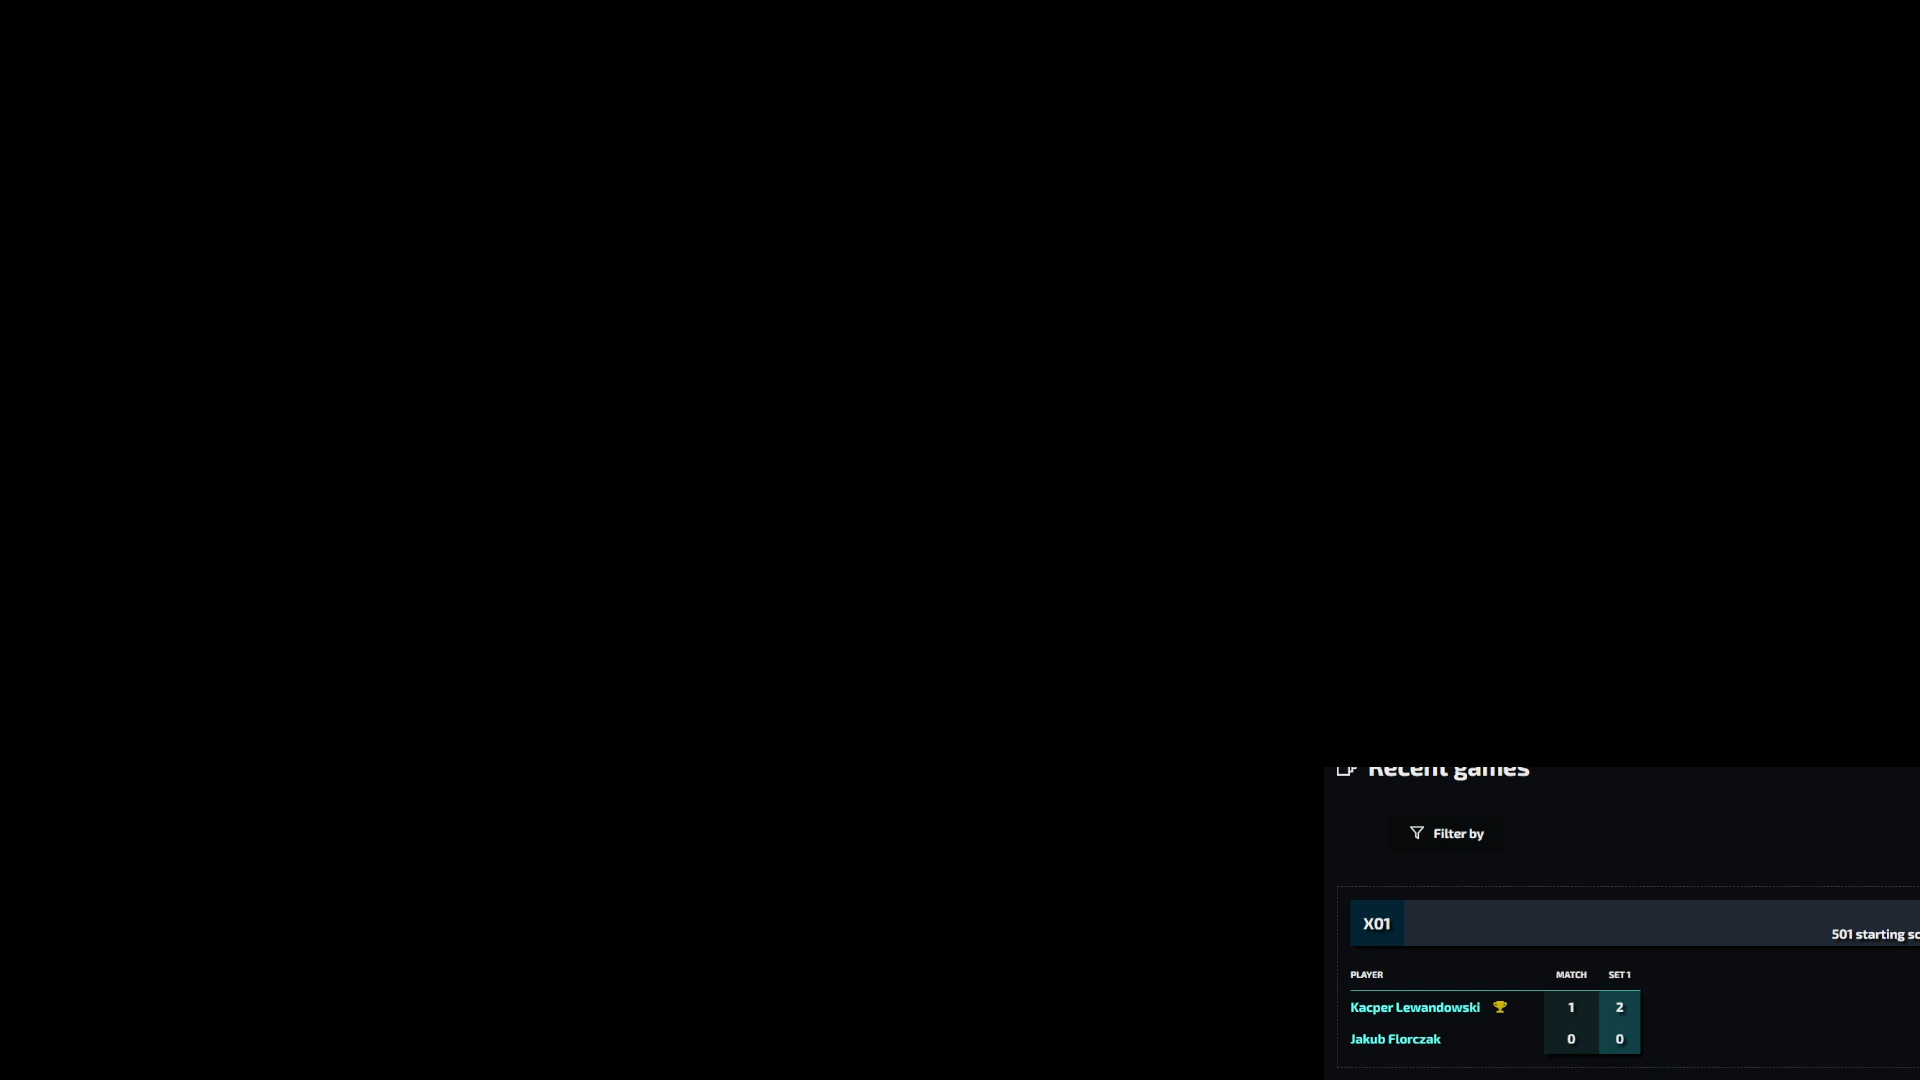 Recent games
Filter by
X01
501 starting
PLAYER MATCH SET 1
Kacper Lewandowski 1 2
Jakub Florczak 0 0